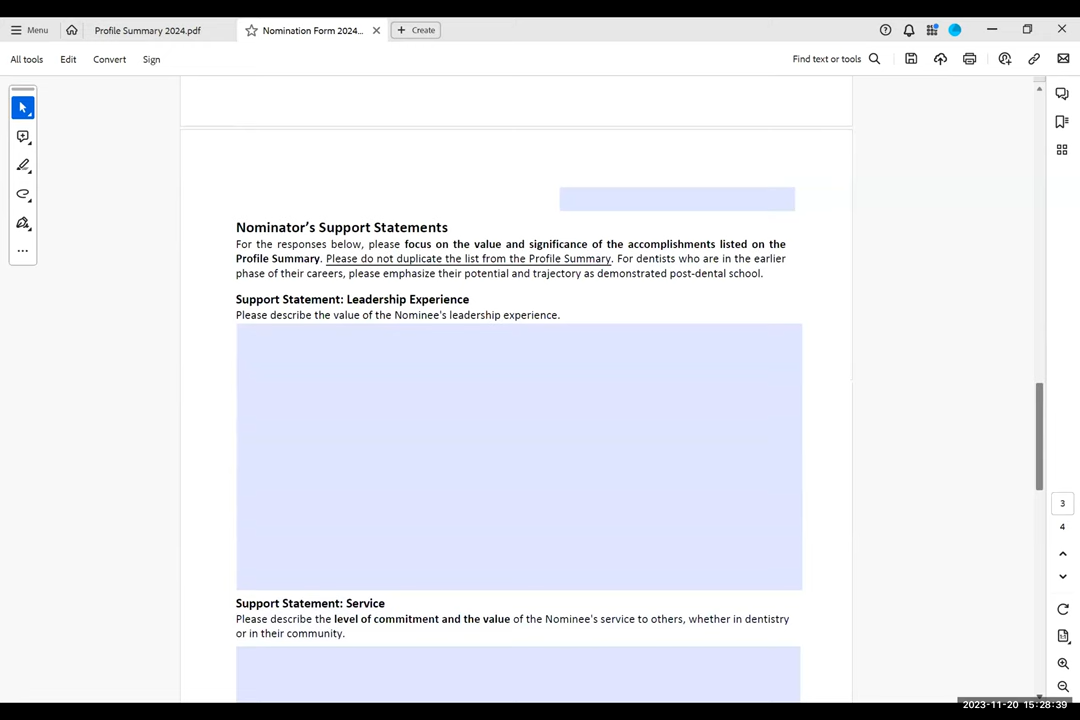 Menu
Profile Summary 2024.pdf
Nomination Form 2024...
Create
All tools
Edit
Convert
Sign
Find text or tools
Nominator's Support Statements
For the responses below, please focus on the value and significance of the accomplishments listed on the
Profile Summary. Please do not duplicate the list from the Profile Summary. For dentists who are in the earlier
phase of their careers, please emphasize their potential and trajectory as demonstrated post-dental school.
Support Statement: Leadership Experience
Please describe the value of the Nominee's leadership experience.
3
4
Support Statement: Service
Please describe the level of commitment and the value of the Nominee's service to others, whether in dentistry
or in their community.
2023-11-20 15:28:39